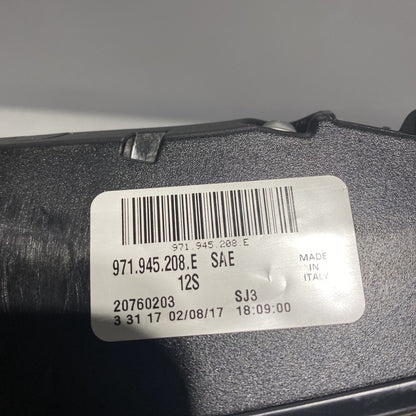 971.945.208.E
971.945.208.E SAE
12S
MADE
IN
ITALY
20760203 SJ3
3 31 17 02/08/17 18:09:00